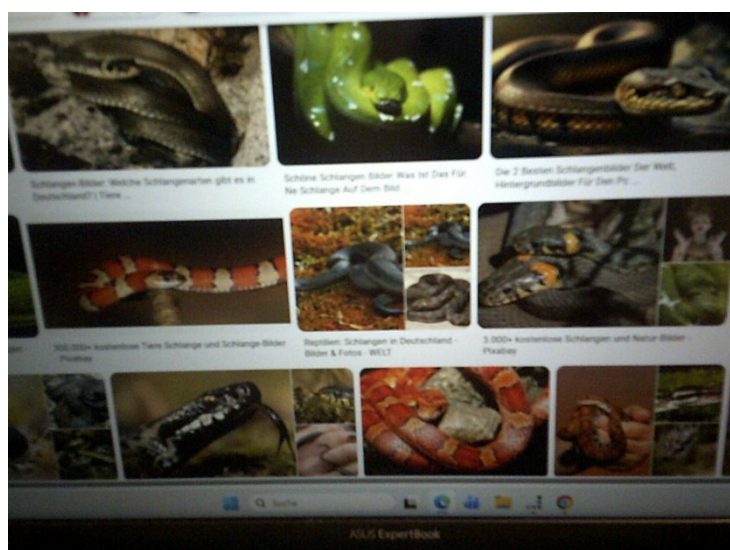 Schlangen Bilder: Welche Schlangenarten gibt es in
Deutschland? | Tiere ...
Schöne Schlangen Bilder Was Ist Das Für
Ne Schlange Auf Dem Bild ...
Die 2 Besten Schlangenbilder Der Welt,
Hintergrundbilder Für Den Pc ...
300.000+ kostenlose Tiere Schlange und Schlange-Bilder
- Pixabay
Reptilien: Schlangen in Deutschland -
Bilder & Fotos - WELT
3.000+ kostenlose Schlangen und Natur-Bilder -
Pixabay
Suche
ASUS ExpertBook